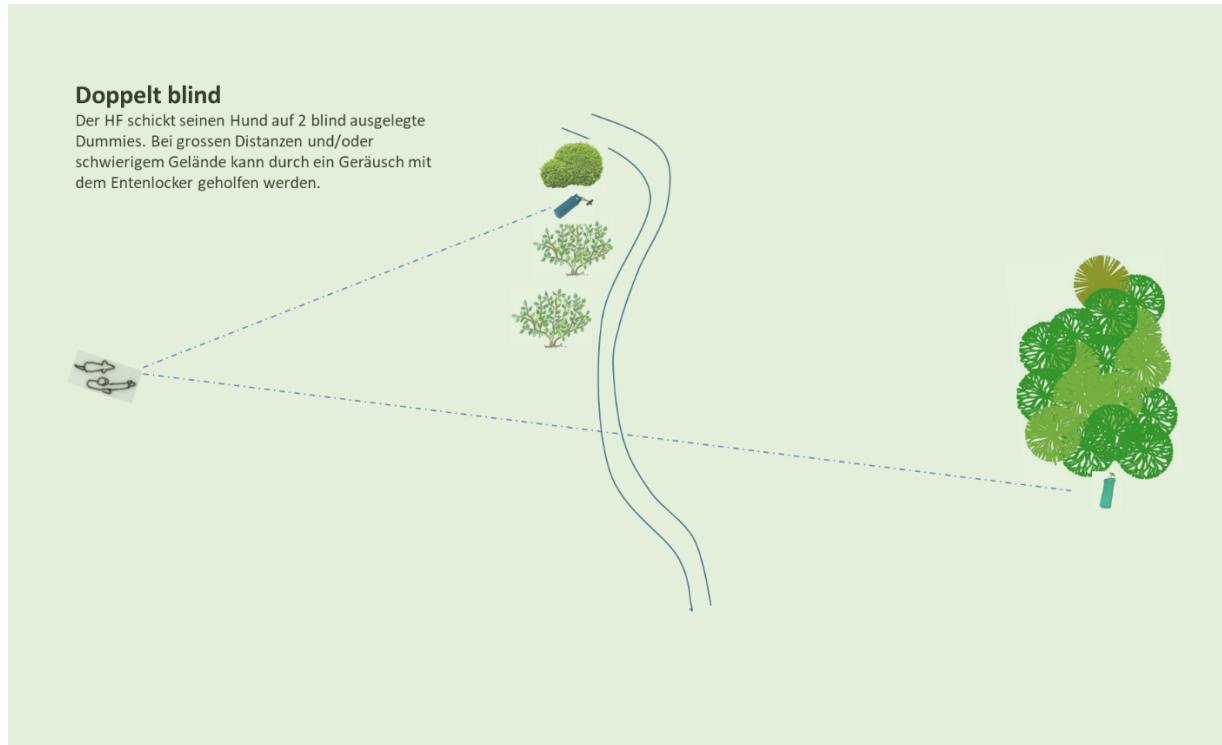 Doppelt blind
Der HF schickt seinen Hund auf 2 blind ausgelegte
Dummies. Bei grossen Distanzen und/oder
schwierigem Gelände kann durch ein Geräusch mit
dem Entenlocker geholfen werden.